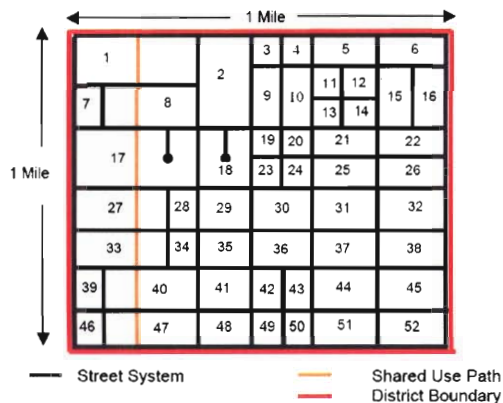 1 Mile
1 Mile
1 2 3 4 5 6
7 8 9 10 11 12 15 16
13 14
17 18 19 20 21 22
23 24 25 26
27 28 29 30 31 32
33 34 35 36 37 38
39 40 41 42 43 44 45
46 47 48 49 50 51 52
Street System
Shared Use Path
District Boundary